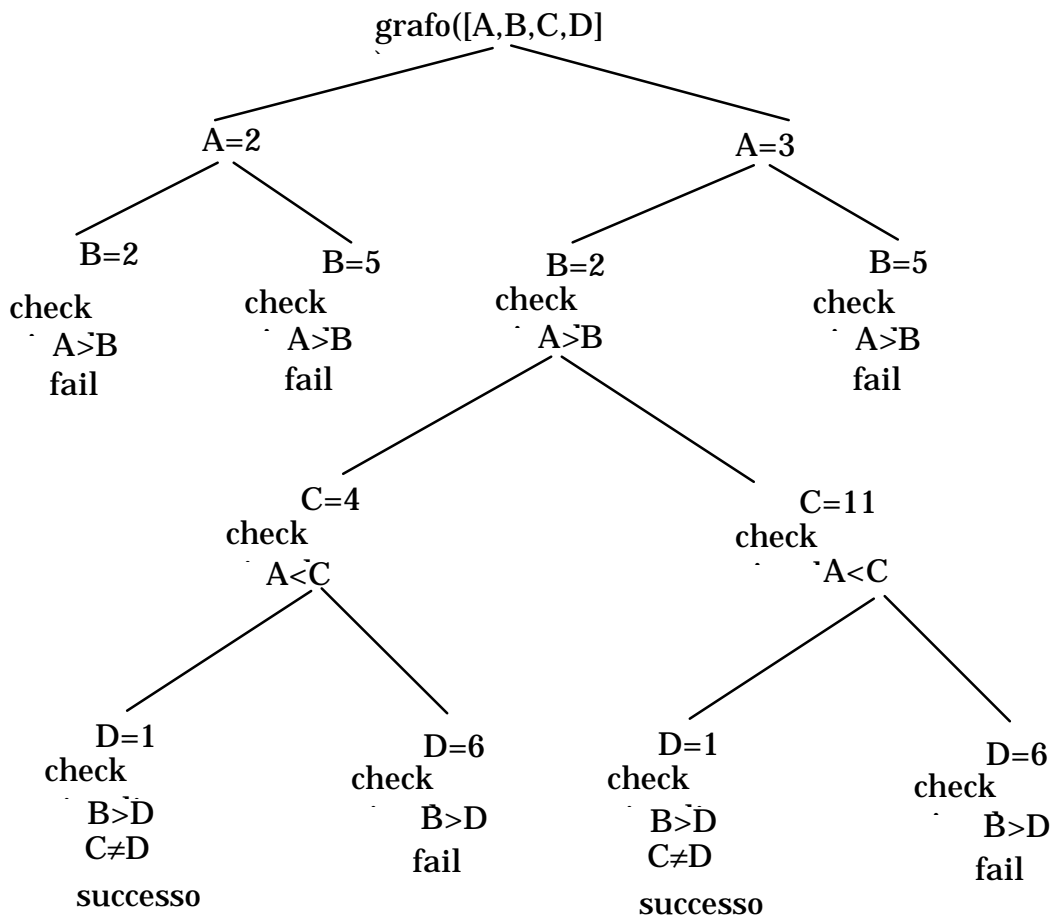 grafo([A,B,C,D]
A=2
A=3
B=2
B=5
B=2
B=5
check
A>B
fail
check
A>B
fail
check
A>B
check
A>B
fail
C=4
check
A<C
C=11
check
A<C
D=1
check
B>D
C≠D
successo
D=6
check
B>D
fail
D=1
check
B>D
C≠D
successo
D=6
check
B>D
fail